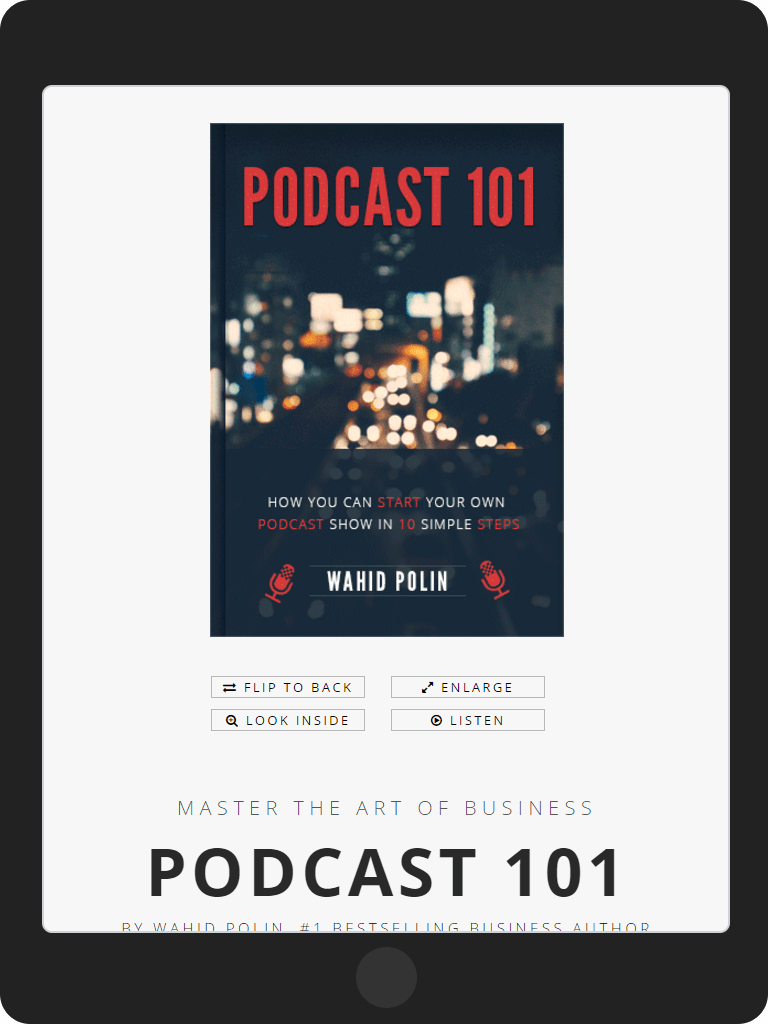 PODCAST 101
HOW YOU CAN START YOUR OWN
PODCAST SHOW IN 10 SIMPLE STEPS
WAHID POLIN
FLIP TO BACK
ENLARGE
LOOK INSIDE
LISTEN
MASTER THE ART OF BUSINESS
PODCAST 101
BY WAHID POLIN, #1 BESTSELLING BUSINESS AUTHOR